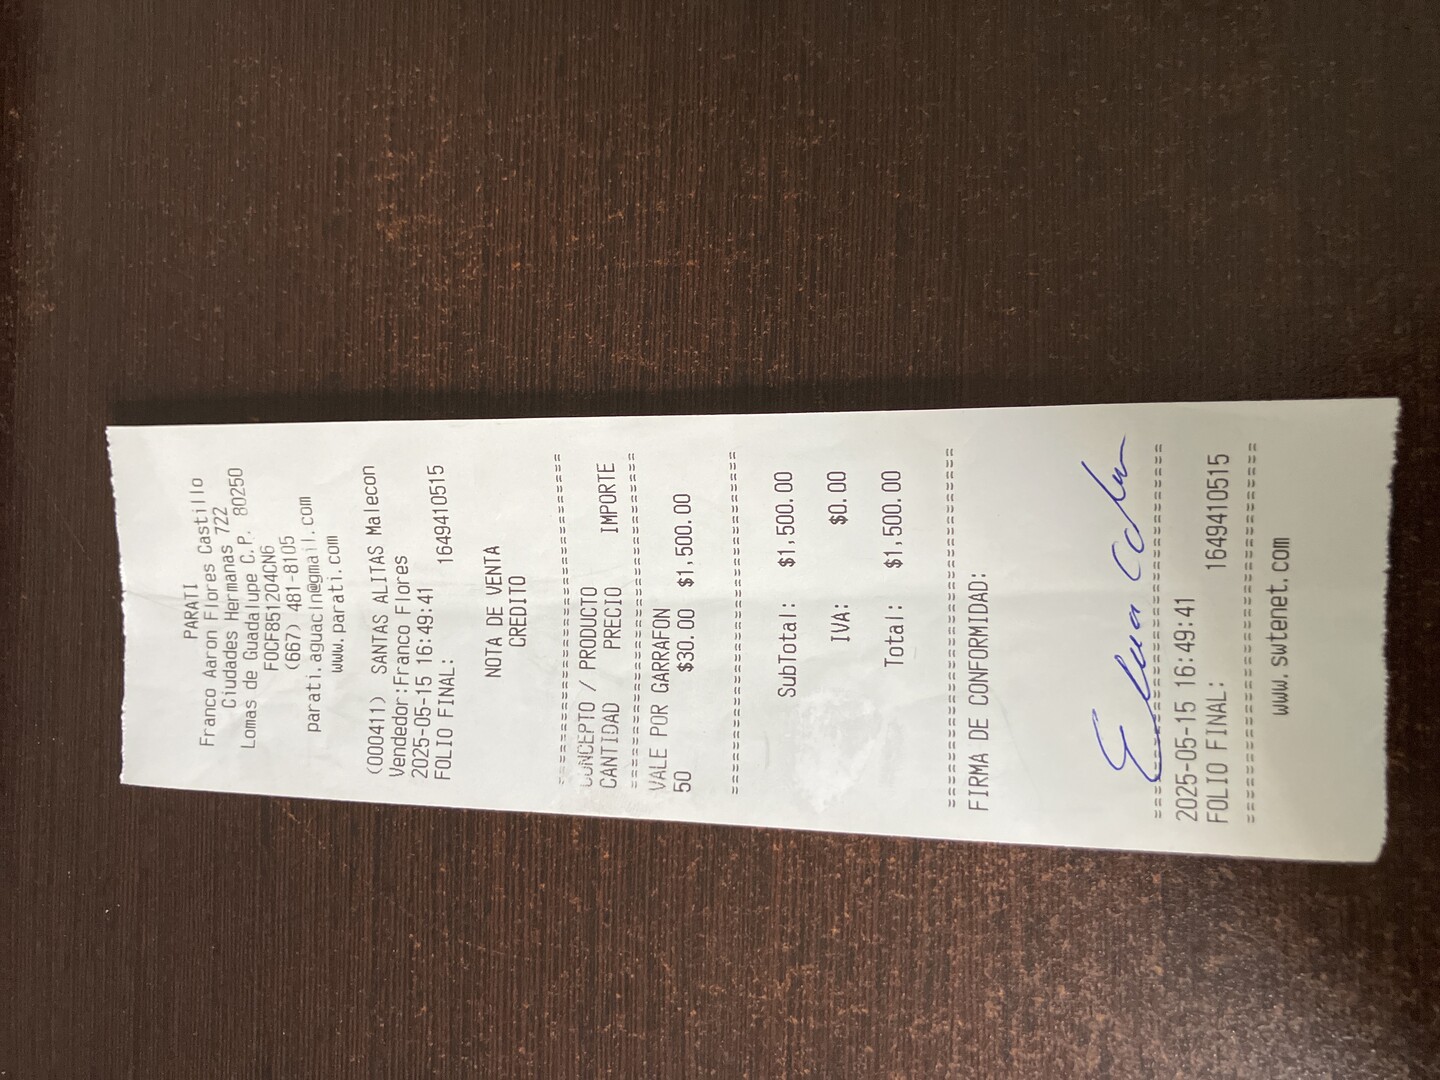 PARATI
Franco Aaron Flores Castillo
Ciudades Hermanas 722
Lomas de Guadalupe C.P. 80250
FOCF851204CN6
(667) 481-8105
parati.aguacln@gmail.com
www.parati.com
(000411) SANTAS ALITAS Malecon
Vendedor:Franco Flores
2025-05-15 16:49:41
FOLIO FINAL: 1649410515
NOTA DE VENTA
CREDITO
==============================
CONCEPTO / PRODUCTO
CANTIDAD PRECIO IMPORTE
==============================
VALE POR GARRAFON
50 $30.00 $1,500.00
==============================
SubTotal: $1,500.00
IVA: $0.00
Total: $1,500.00
==============================
FIRMA DE CONFORMIDAD:
==============================
2025-05-15 16:49:41
FOLIO FINAL: 1649410515
==============================
www.swtenet.com